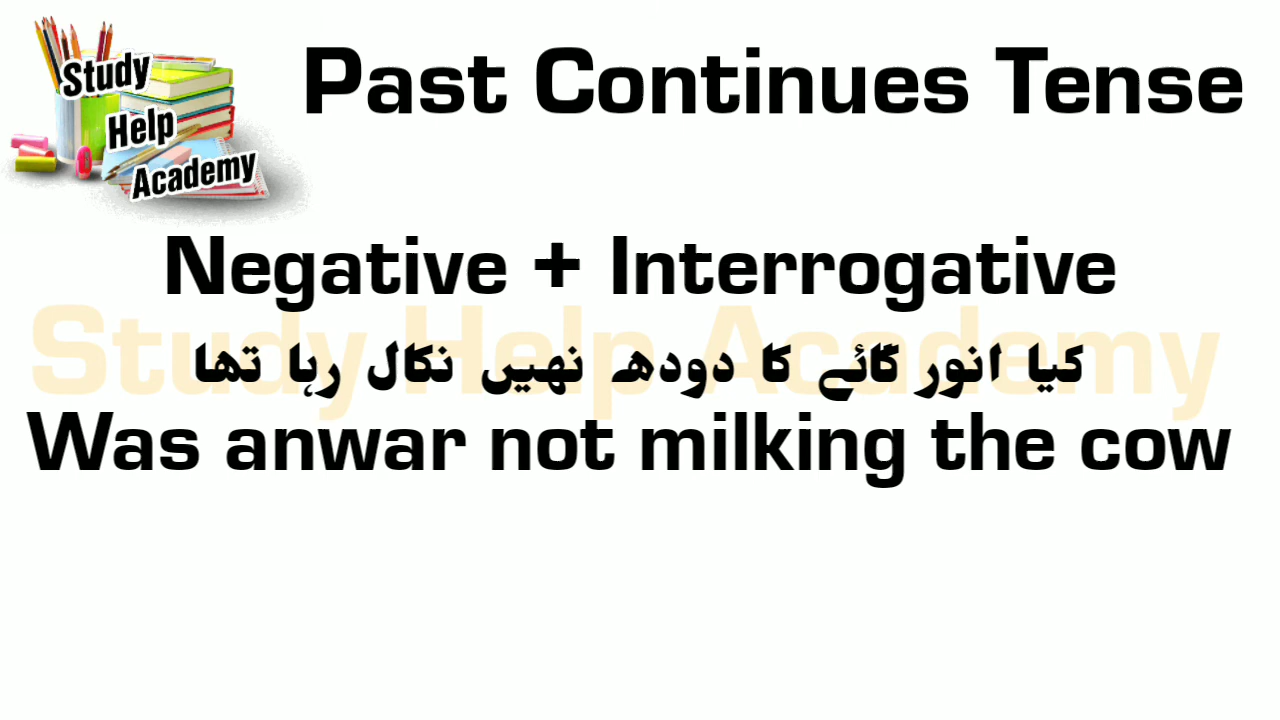 Study
Help
Academy
Past Continues Tense
Negative + Interrogative
Study Help Academy
کیا انور گائے کا دودھ نھیں نکال رہا تھا
Was anwar not milking the cow